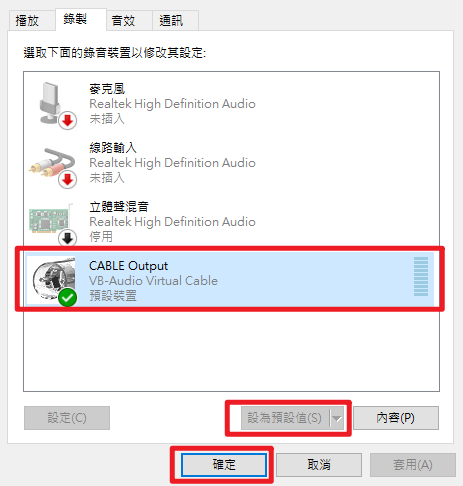 播放 錄製 音效 通訊
選取下面的錄音裝置以修改其設定:
麥克風
Realtek High Definition Audio
未插入
線路輸入
Realtek High Definition Audio
未插入
立體聲混音
Realtek High Definition Audio
停用
CABLE Output
VB-Audio Virtual Cable
預設裝置
設定(C) 設為預設值(S) 內容(P)
確定 取消 套用(A)